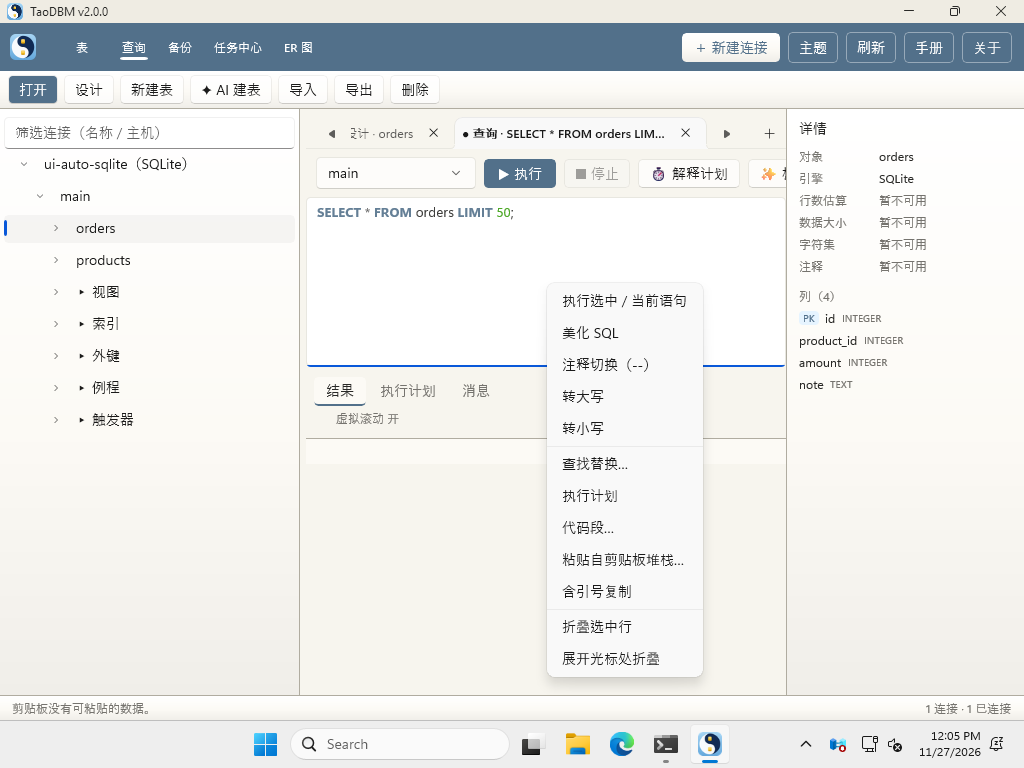 TaoDBM v2.0.0
表
查询
备份
任务中心
ER 图
+ 新建连接
主题
刷新
手册
关于
打开
设计
新建表
✦ AI 建表
导入
导出
删除
筛选连接（名称 / 主机）
ui-auto-sqlite（SQLite）
main
orders
products
视图
索引
外键
例程
触发器
设计 · orders
• 查询 · SELECT * FROM orders LIM...
main
执行
停止
解释计划
SELECT * FROM orders LIMIT 50;
结果
执行计划
消息
虚拟滚动 开
执行选中 / 当前语句
美化 SQL
注释切换（--）
转大写
转小写
查找替换...
执行计划
代码段...
粘贴自剪贴板堆栈...
含引号复制
折叠选中行
展开光标处折叠
详情
对象 orders
引擎 SQLite
行数估算 暂不可用
数据大小 暂不可用
字符集 暂不可用
注释 暂不可用
列（4）
PK id INTEGER
product_id INTEGER
amount INTEGER
note TEXT
剪贴板没有可粘贴的数据。
1 连接 · 1 已连接
Search
12:05 PM
11/27/2026